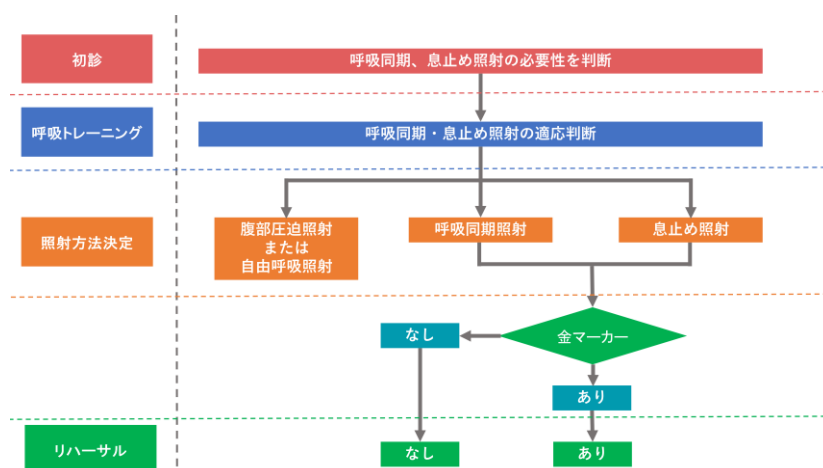 初診
呼吸同期、息止め照射の必要性を判断
呼吸トレーニング
呼吸同期・息止め照射の適応判断
照射方法決定
腹部圧迫照射
または
自由呼吸照射
呼吸同期照射
息止め照射
金マーカー
なし
あり
リハーサル
なし
あり